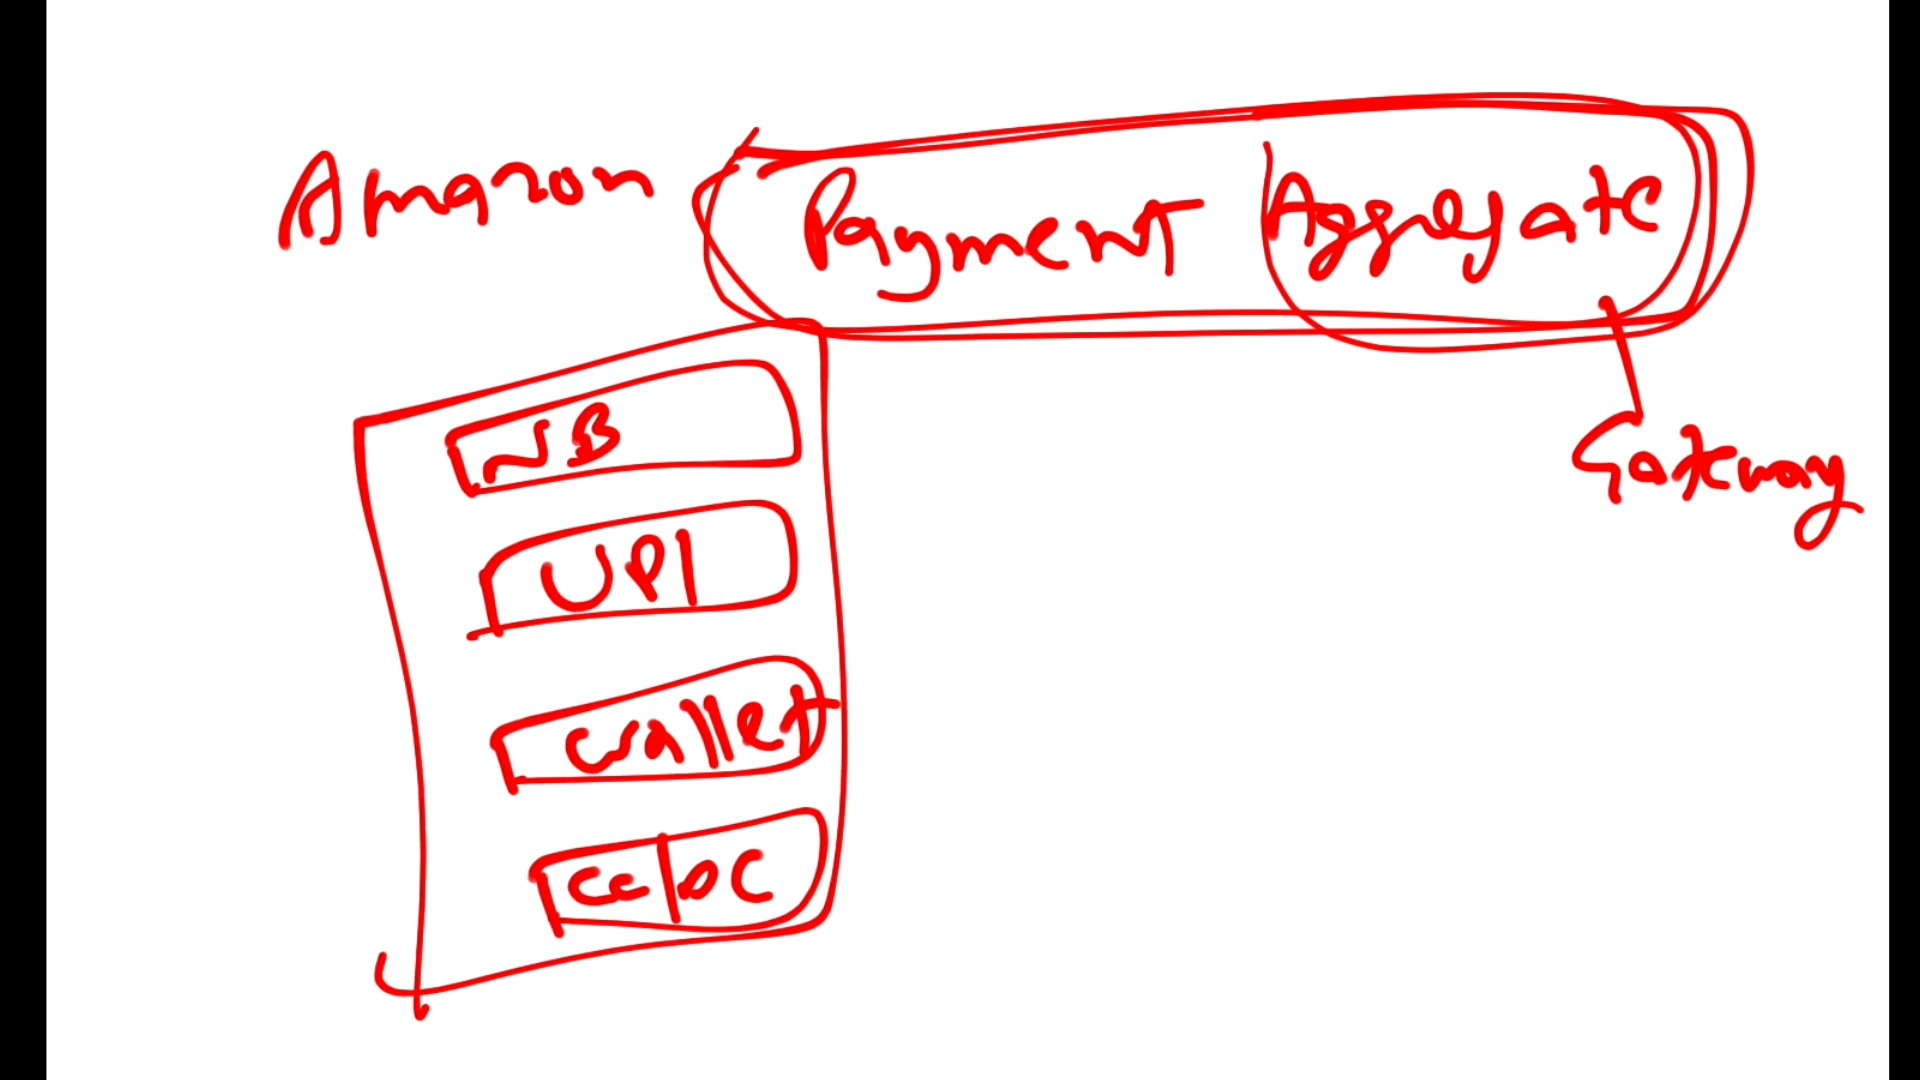 Amazon Payment Aggregate
Gateway
NB
UPI
Wallet
CC|DC